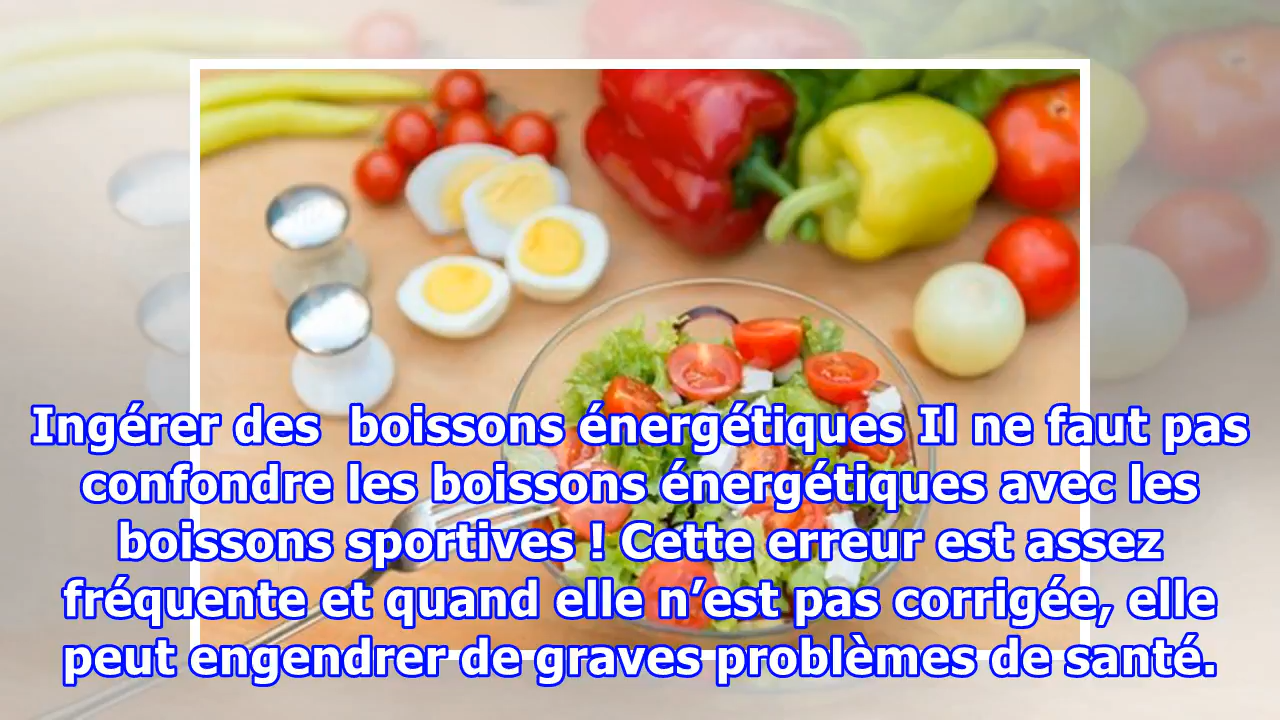 Ingérer des  boissons énergétiques Il ne faut pas
confondre les boissons énergétiques avec les
boissons sportives ! Cette erreur est assez
fréquente et quand elle n’est pas corrigée, elle
peut engendrer de graves problèmes de santé.